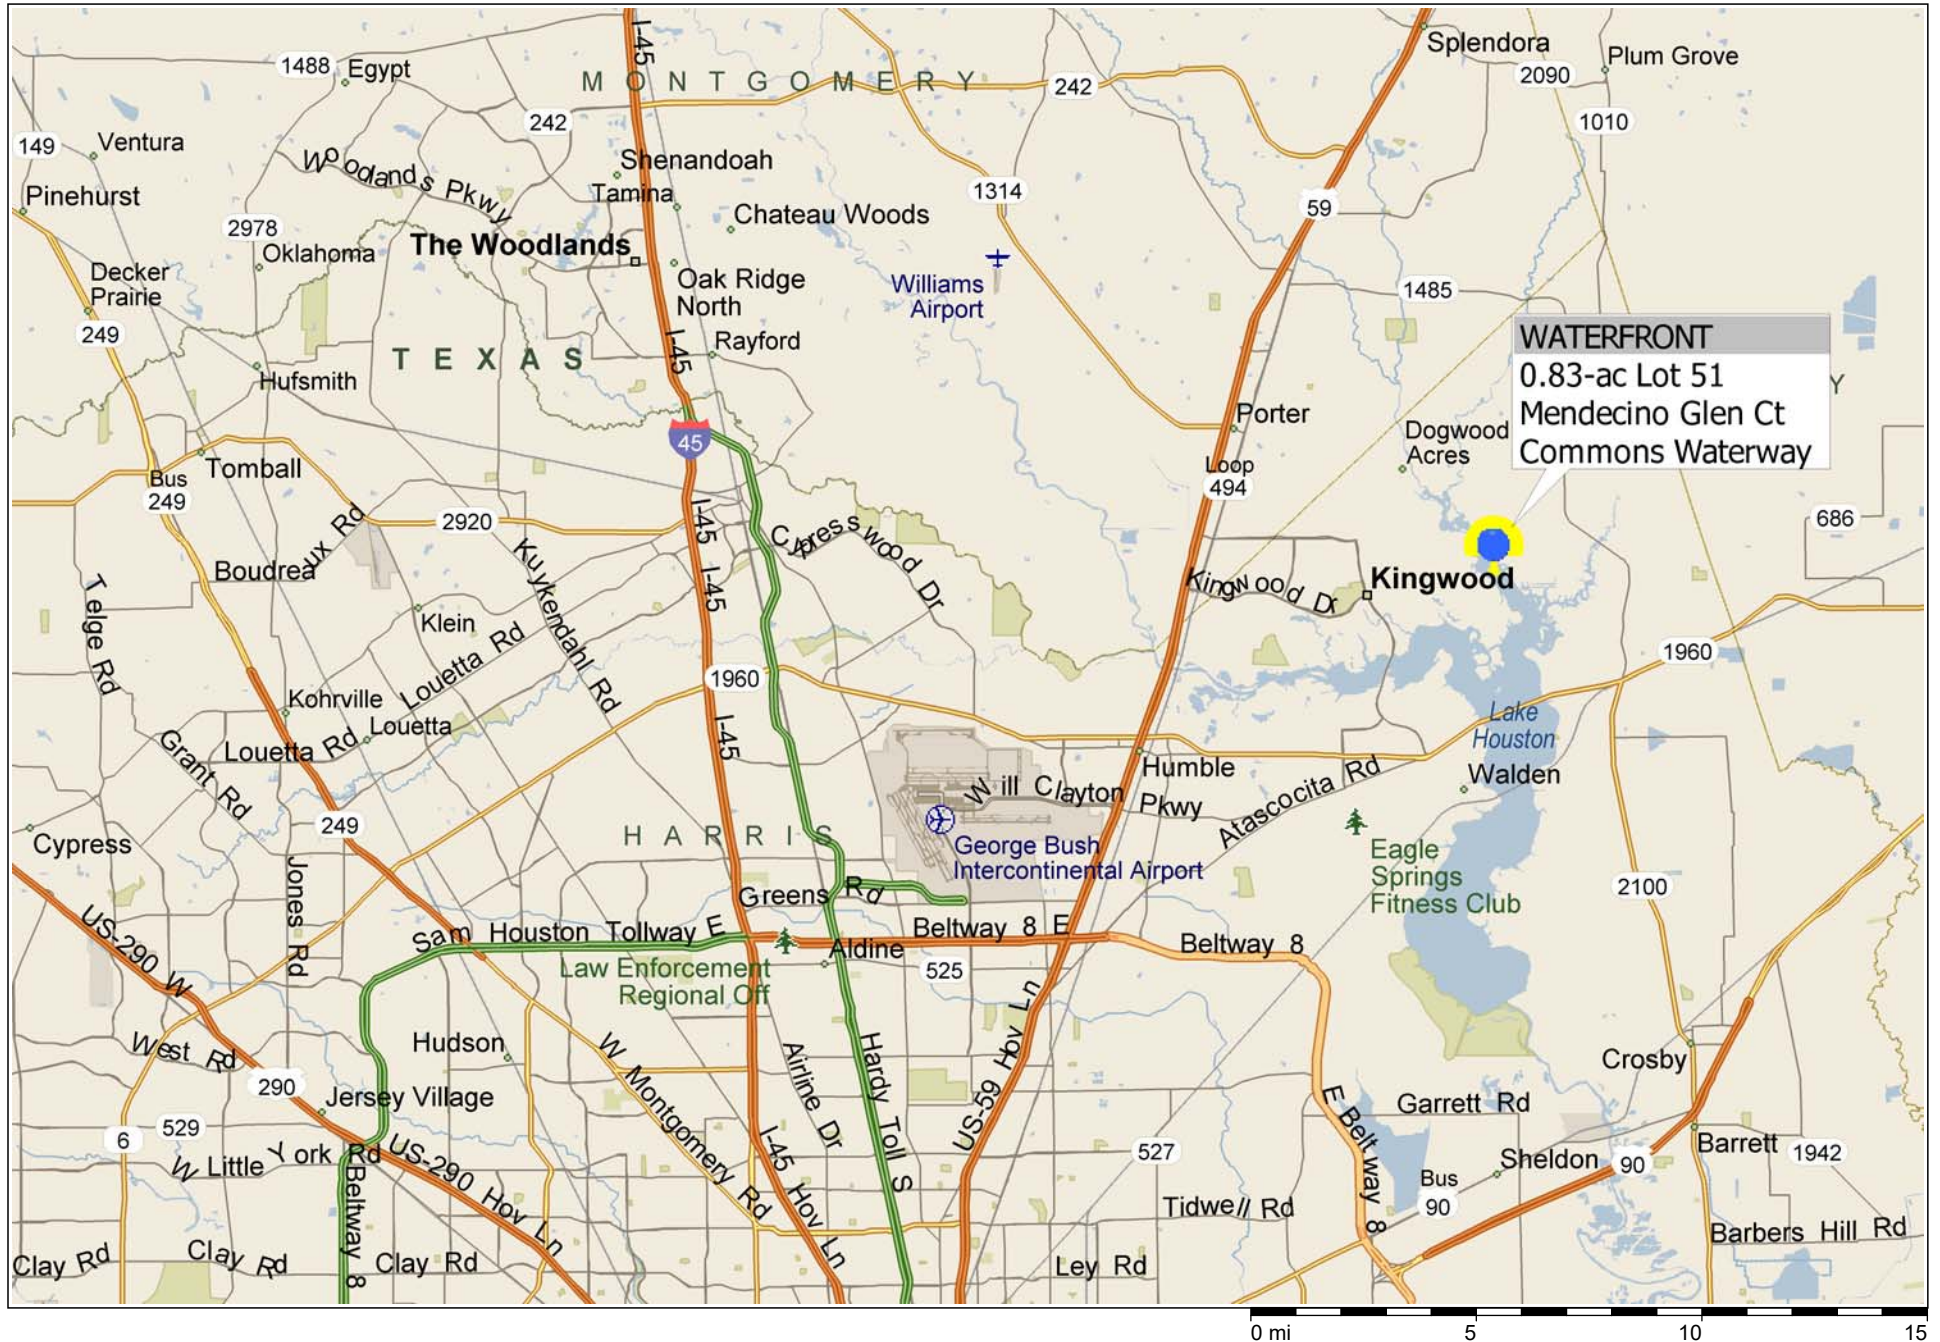 I-45
Splendora
Plum Grove
1488
Egypt
MONTGOMERY
242
2090
1010
242
149
Ventura
Woodlands Pkwy
Shenandoah
Tamina
Pinehurst
1314
59
2978
Chateau Woods
Oklahoma
The Woodlands
Decker
Prairie
Oak Ridge
North
Williams
Airport
1485
249
TEXAS
I-45
Rayford
Hufsmith
WATERFRONT
0.83-ac Lot 51
Mendecino Glen Ct
Commons Waterway
Y
Porter
Dogwood
Acres
45
Tomball
Bus
249
Loop
494
686
2920
I-45
Cypresswood Dr
Boudreaux Rd
Kuykendahl Rd
I-45
Kingwood Dr
Kingwood
Telge Rd
Klein
Louetta Rd
1960
1960
Kohrville
Louetta
Louetta Rd
Grant Rd
I-45
Lake
Houston
Humble
Walden
Will Clayton Pkwy
Atascocita Rd
249
Cypress
HARRIS
George Bush
Intercontinental Airport
Eagle
Springs
Fitness Club
2100
Jones Rd
Greens Rd
US-290 W
Sam Houston Tollway E
Beltway 8 E
Beltway 8
Aldine
525
Law Enforcement
Regional Off
West Rd
Hudson
W Montgomery Rd
Airline Dr
Hardy Toll S
US-59 Hov Ln
Crosby
290
Jersey Village
E Beltway 8
Garrett Rd
6
529
W Little York Rd
US-290 Hov Ln
I-45 Hov Ln
527
Sheldon
90
Barrett
1942
Bus
90
Beltway 8
Tidwell Rd
Barbers Hill Rd
Clay Rd
Clay Rd
Clay Rd
Ley Rd
0 mi
5
10
15